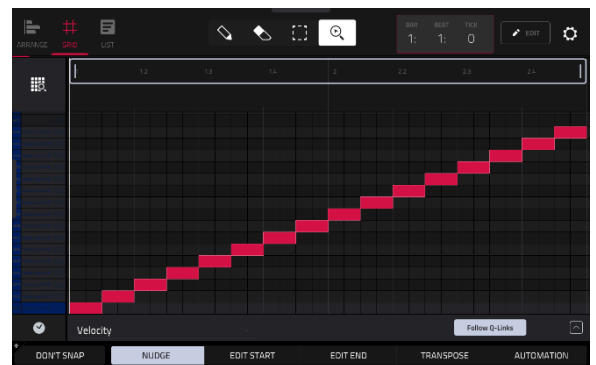 BAR BEAT TICK
1: 1: 0
EDIT
ARRANGE GRID LIST
1 1.2 1.3 1.4 2 2.2 2.3 2.4
Velocity
Follow Q-Links
DON'T SNAP NUDGE EDIT START EDIT END TRANSPOSE AUTOMATION